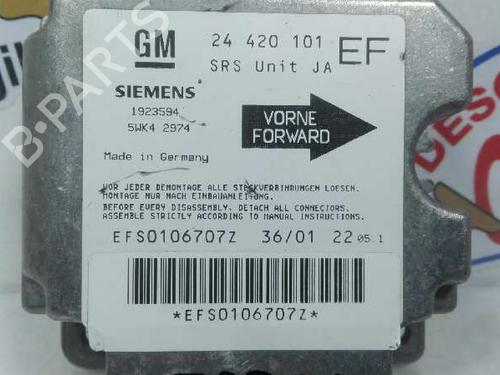 GM 24 420 101 EF
SRS Unit JA
SIEMENS
1923594
5WK4 2974
VORNE
FORWARD
Made in Germany
VOR JEDER DEMONTAGE ALLE STECKVERBINDUNGEN LOESEN.
MONTAGE NUR NACH EINBAUANLEITUNG.
BEFORE EVERY DISASSEMBLY, DETACH ALL CONNECTORS.
ASSEMBLE STRICTLY ACCORDING TO MANUAL INSTRUCTIONS.
EFS0106707Z 36/01 22 05.1
*EFS0106707Z*
B-PARTS